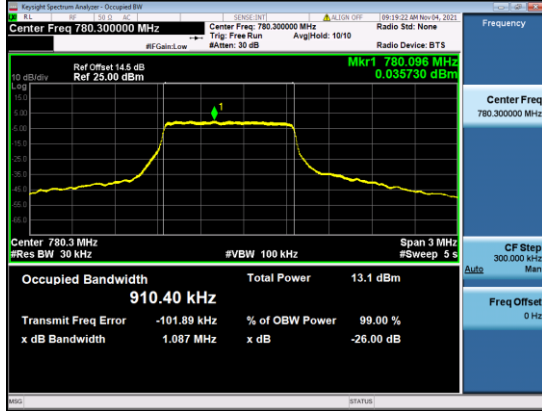 Keysight Spectrum Analyzer - Occupied BW
RL RF 50 Ω AC SENSE:INT ALIGN OFF 09:19:22 AM Nov 04, 2021
Center Freq 780.300000 MHz
Center Freq: 780.300000 MHz
Radio Std: None
Trig: Free Run Avg|Hold: 10/10
#IFGain:Low #Atten: 30 dB Radio Device: BTS
Ref Offset 14.5 dB
10 dB/div Ref 25.00 dBm
Mkr1 780.096 MHz
0.035730 dBm
Log
15.0
5.00
-5.00
-15.0
-25.0
-35.0
-45.0
-55.0
-65.0
1
Center 780.3 MHz Span 3 MHz
#Res BW 30 kHz #VBW 100 kHz #Sweep 5 s
Occupied Bandwidth Total Power 13.1 dBm
910.40 kHz
Transmit Freq Error -101.89 kHz % of OBW Power 99.00 %
x dB Bandwidth 1.087 MHz x dB -26.00 dB
MSG STATUS
Frequency
Center Freq
780.300000 MHz
CF Step
300.000 kHz
Auto Man
Freq Offset
0 Hz